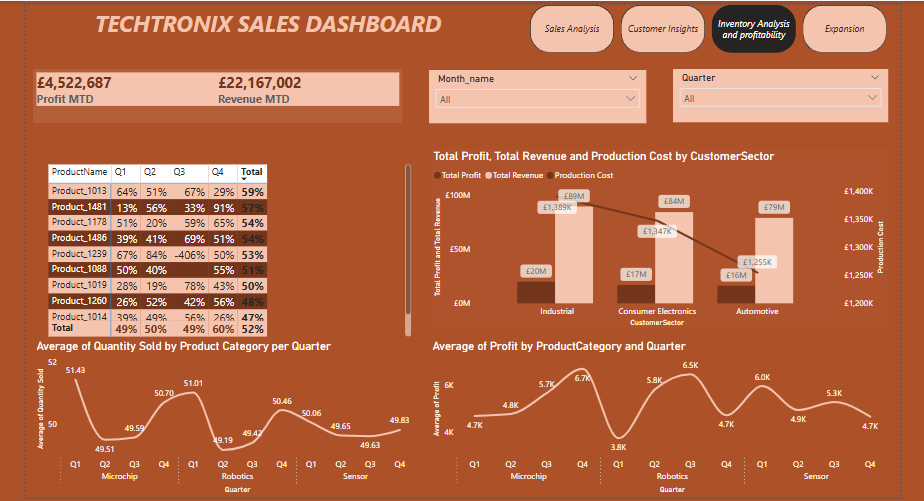 TECHTRONIX SALES DASHBOARD
Sales Analysis
Customer Insights
Inventory Analysis
and profitability
Expansion
£4,522,687
Profit MTD
£22,167,002
Revenue MTD
Month_name
All
Quarter
All
ProductName Q1 Q2 Q3 Q4 Total
Product_1013 64% 51% 67% 29% 59%
Product_1481 13% 56% 33% 91% 57%
Product_1178 51% 20% 59% 65% 54%
Product_1486 39% 41% 69% 51% 54%
Product_1239 67% 84% -406% 50% 53%
Product_1088 50% 40% 55% 51%
Product_1019 28% 19% 78% 43% 50%
Product_1260 26% 52% 42% 56% 48%
Product_1014 39% 49% 56% 26% 47%
Total 49% 50% 49% 60% 52%
Total Profit, Total Revenue and Production Cost by CustomerSector
Total Profit Total Revenue Production Cost
Total Profit and Total Revenue
£100M
£50M
£0M
£89M
£1,389K
£84M
£1,347K
£79M
£1,255K
£20M
£17M
£16M
£1,400K
£1,350K
£1,300K
£1,250K
£1,200K
Production Cost
Industrial
Consumer Electronics
Automotive
CustomerSector
Average of Quantity Sold by Product Category per Quarter
Average of Quantity Sold
52
50
51.43
49.51
49.59
50.70
51.01
49.19
49.42
50.46
50.06
49.65
49.63
49.83
Q1 Q2 Q3 Q4 Q1 Q2 Q3 Q4 Q1 Q2 Q3 Q4
Microchip Robotics Sensor
Quarter
Average of Profit by ProductCategory and Quarter
Average of Profit
6K
4K
4.7K
4.8K
5.7K
6.7K
3.8K
5.8K
6.5K
4.7K
6.0K
4.9K
5.3K
4.7K
Q1 Q2 Q3 Q4 Q1 Q2 Q3 Q4 Q1 Q2 Q3 Q4
Microchip Robotics Sensor
Quarter